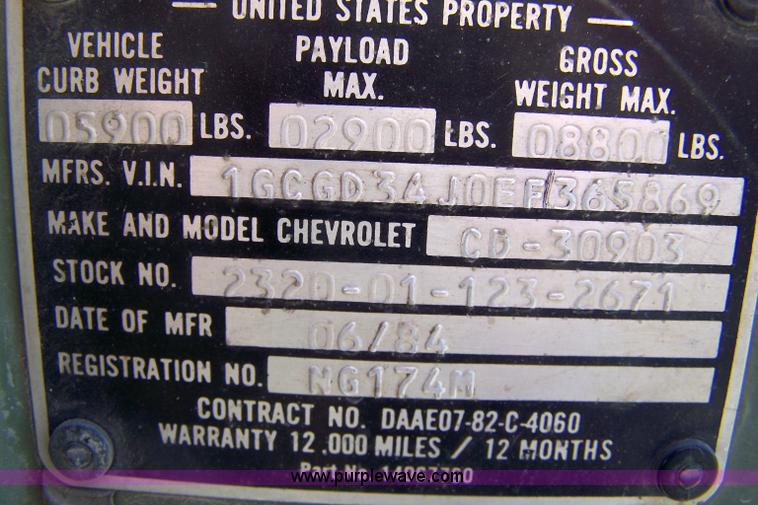 — UNITED STATES PROPERTY —
VEHICLE CURB WEIGHT 05900 LBS.
PAYLOAD MAX. 02900 LBS.
GROSS WEIGHT MAX. 08800 LBS.
MFRS. V.I.N. 1GCGD34J0EF365869
MAKE AND MODEL CHEVROLET CD-30903
STOCK NO. 2320-01-123-2671
DATE OF MFR 06/84
REGISTRATION NO. NG174M
CONTRACT NO. DAAE07-82-C-4060
WARRANTY 12,000 MILES / 12 MONTHS
Part No.
www.purplewave.com